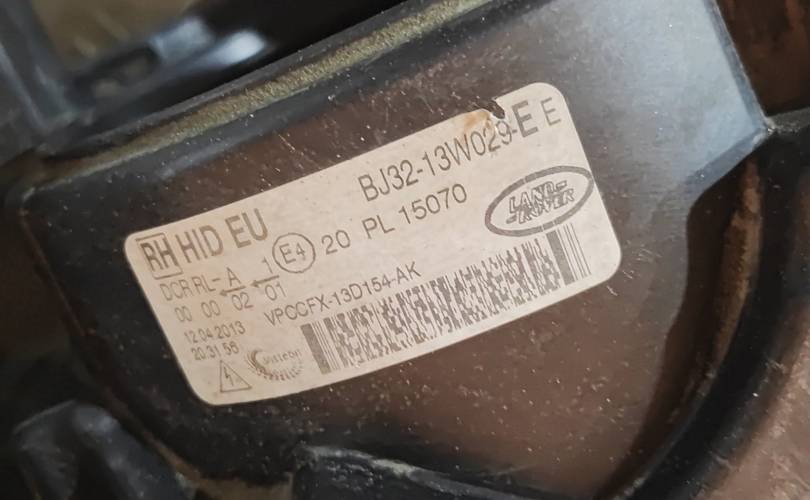 BJ32-13W029-E E
RH HID EU
E4 20 PL 15070
LAND-
-ROVER
DCR RL-A 1
00 00 02 01
VPCCFX-13D154-AK
12.04.2013
20:31:56
Visteon